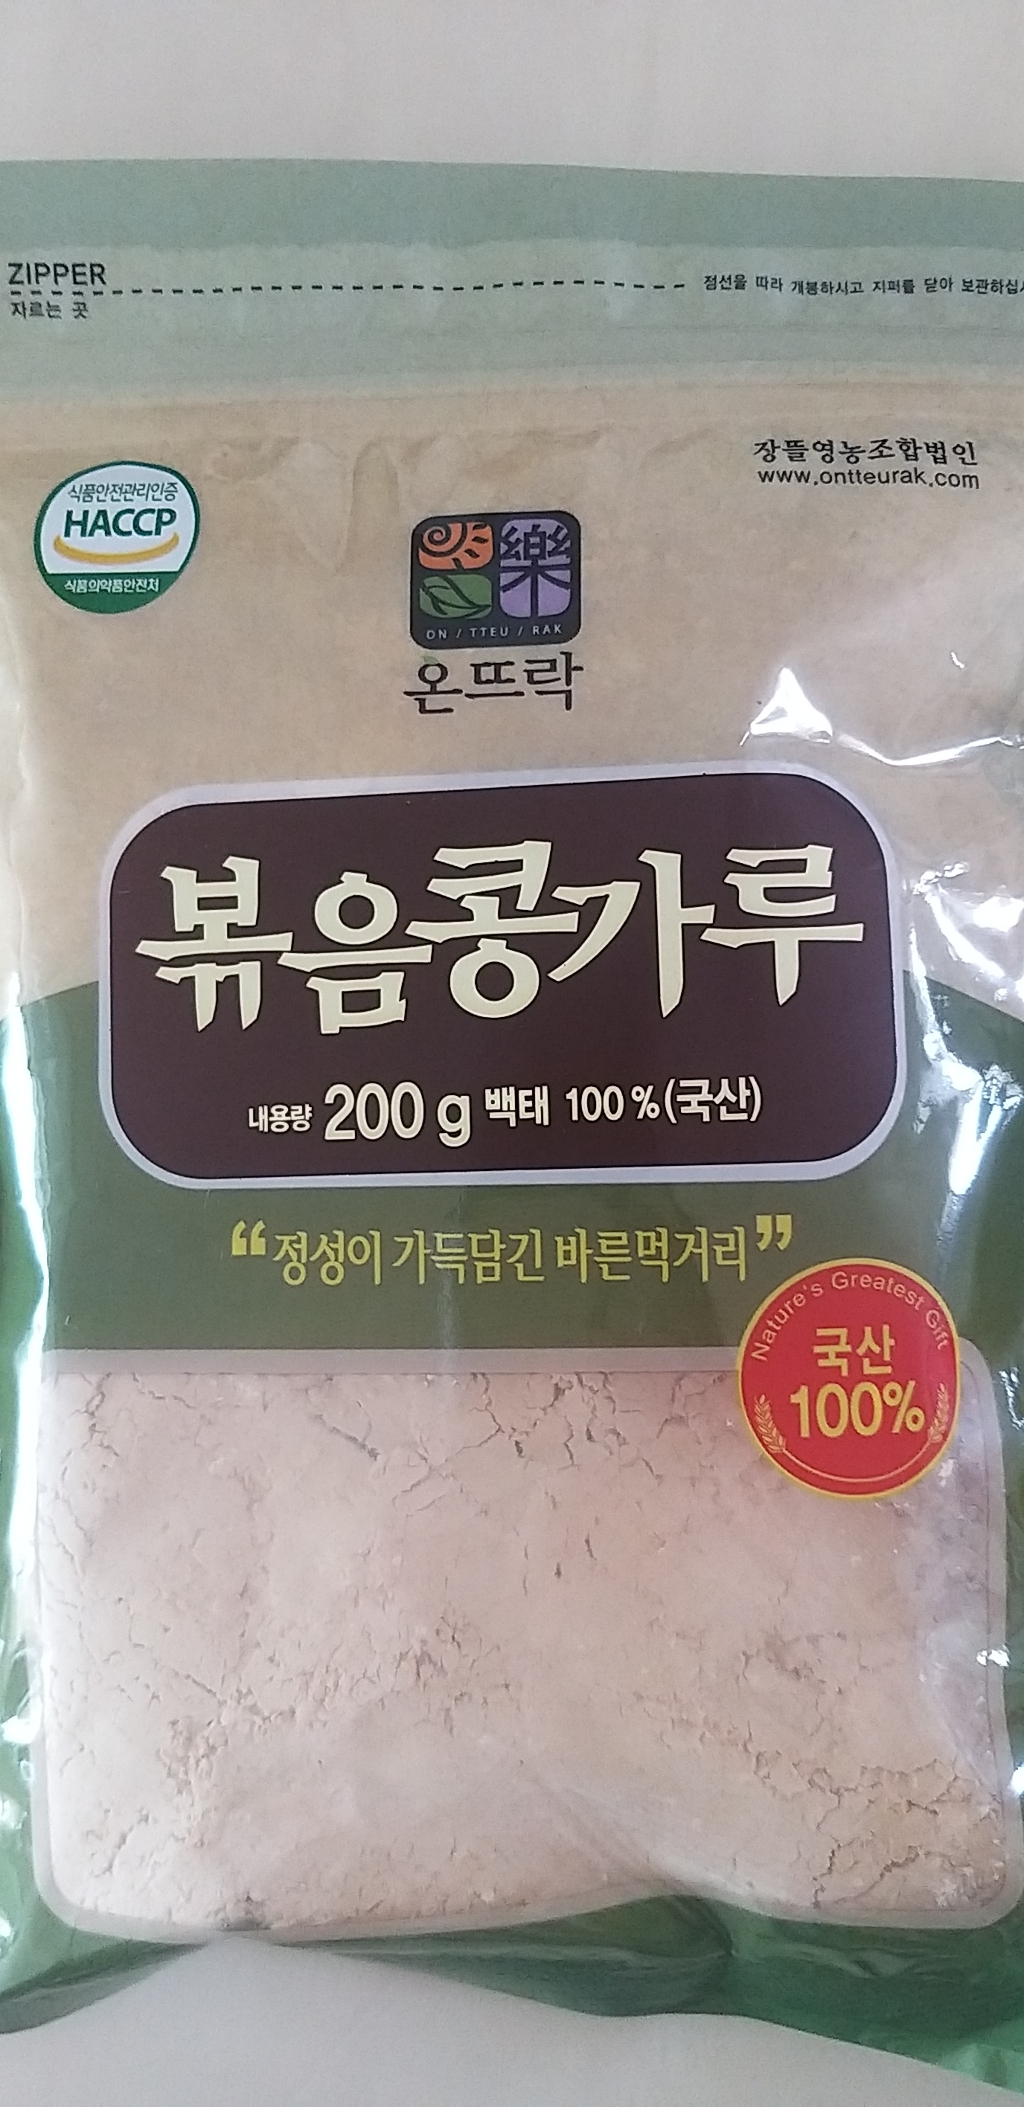 ZIPPER
자르는 곳
점선을 따라 개봉하시고 지퍼를 닫아 보관하십시
장뜰영농조합법인
www.ontteurak.com
식품안전관리인증
HACCP
식품의약품안전처
樂
ON / TTEU / RAK
온뜨락
볶음콩가루
내용량 200 g 백태 100 % (국산)
“정성이 가득담긴 바른먹거리”
Nature's Greatest Gift
국산
100%